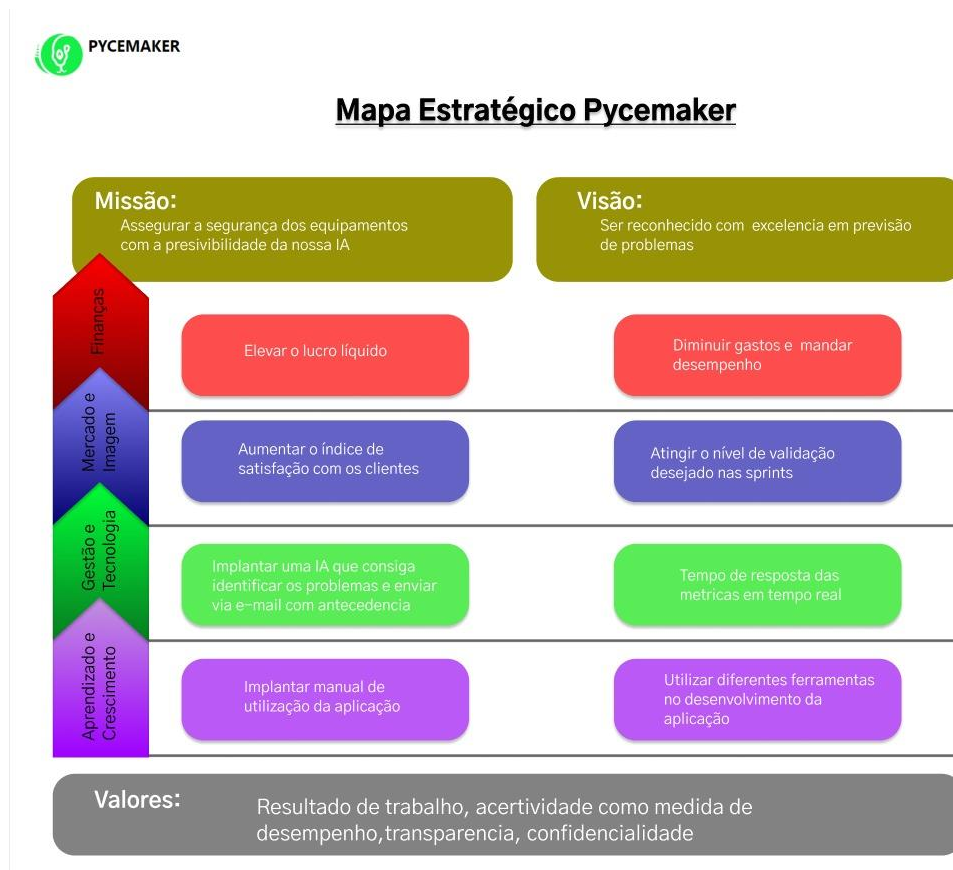 PYCEMAKER
Mapa Estratégico Pycemaker
Missão:
Assegurar a segurança dos equipamentos
com a presivibilidade da nossa IA
Visão:
Ser reconhecido com excelencia em previsão
de problemas
Finanças
Elevar o lucro líquido
Diminuir gastos e mandar
desempenho
Mercado e
Imagem
Aumentar o índice de
satisfação com os clientes
Atingir o nível de validação
desejado nas sprints
Gestão e
Tecnologia
Implantar uma IA que consiga
identificar os problemas e enviar
via e-mail com antecedencia
Tempo de resposta das
metricas em tempo real
Aprendizado e
Crescimento
Implantar manual de
utilização da aplicação
Utilizar diferentes ferramentas
no desenvolvimento da
aplicação
Valores:
Resultado de trabalho, acertividade como medida de
desempenho,transparencia, confidencialidade